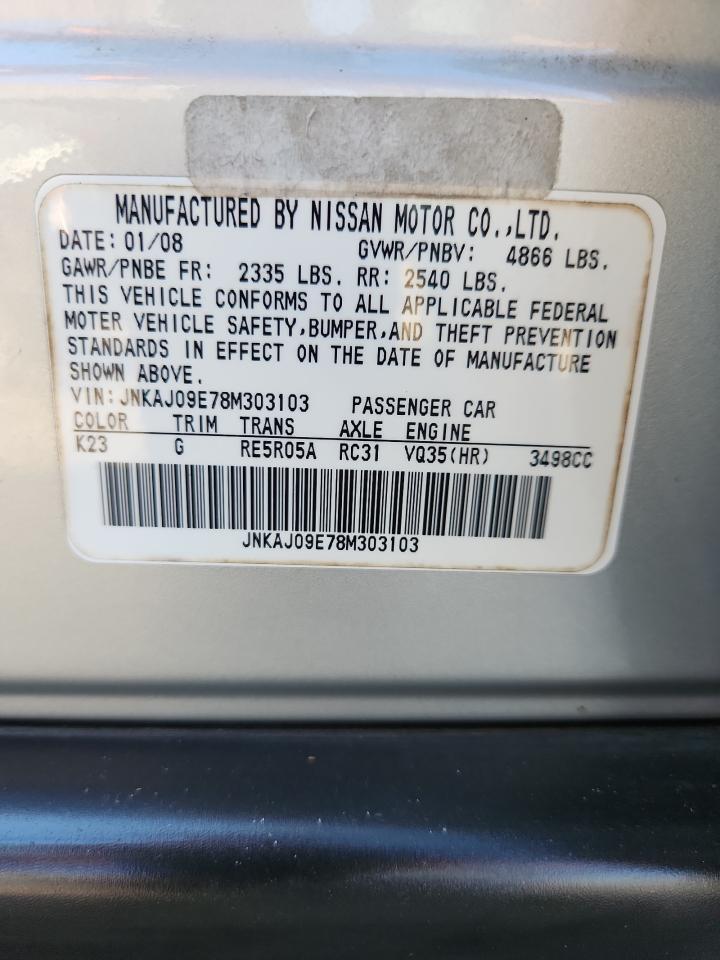 MANUFACTURED BY NISSAN MOTOR CO.,LTD.
DATE: 01/08 GVWR/PNBV: 4866 LBS.
GAWR/PNBE FR: 2335 LBS. RR: 2540 LBS.
THIS VEHICLE CONFORMS TO ALL APPLICABLE FEDERAL
MOTER VEHICLE SAFETY,BUMPER,AND THEFT PREVENTION
STANDARDS IN EFFECT ON THE DATE OF MANUFACTURE
SHOWN ABOVE.
VIN:JNKAJ09E78M303103 PASSENGER CAR
COLOR TRIM TRANS AXLE ENGINE
K23 G RE5R05A RC31 VQ35(HR) 3498CC
JNKAJ09E78M303103